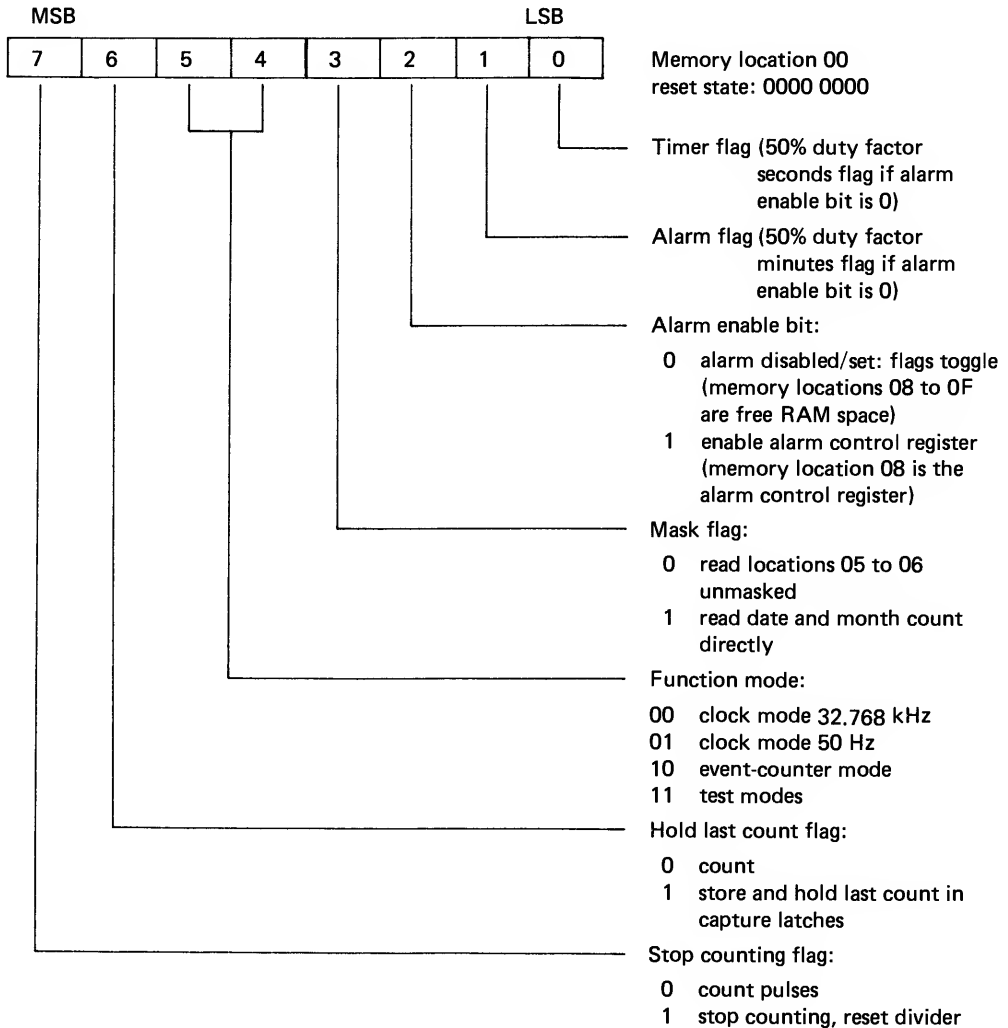 MSB LSB
7 6 5 4 3 2 1 0
Memory location 00
reset state: 0000 0000
Timer flag (50% duty factor
seconds flag if alarm
enable bit is 0)
Alarm flag (50% duty factor
minutes flag if alarm
enable bit is 0)
Alarm enable bit:
0 alarm disabled/set: flags toggle
(memory locations 08 to 0F
are free RAM space)
1 enable alarm control register
(memory location 08 is the
alarm control register)
Mask flag:
0 read locations 05 to 06
unmasked
1 read date and month count
directly
Function mode:
00 clock mode 32.768 kHz
01 clock mode 50 Hz
10 event-counter mode
11 test modes
Hold last count flag:
0 count
1 store and hold last count in
capture latches
Stop counting flag:
0 count pulses
1 stop counting, reset divider